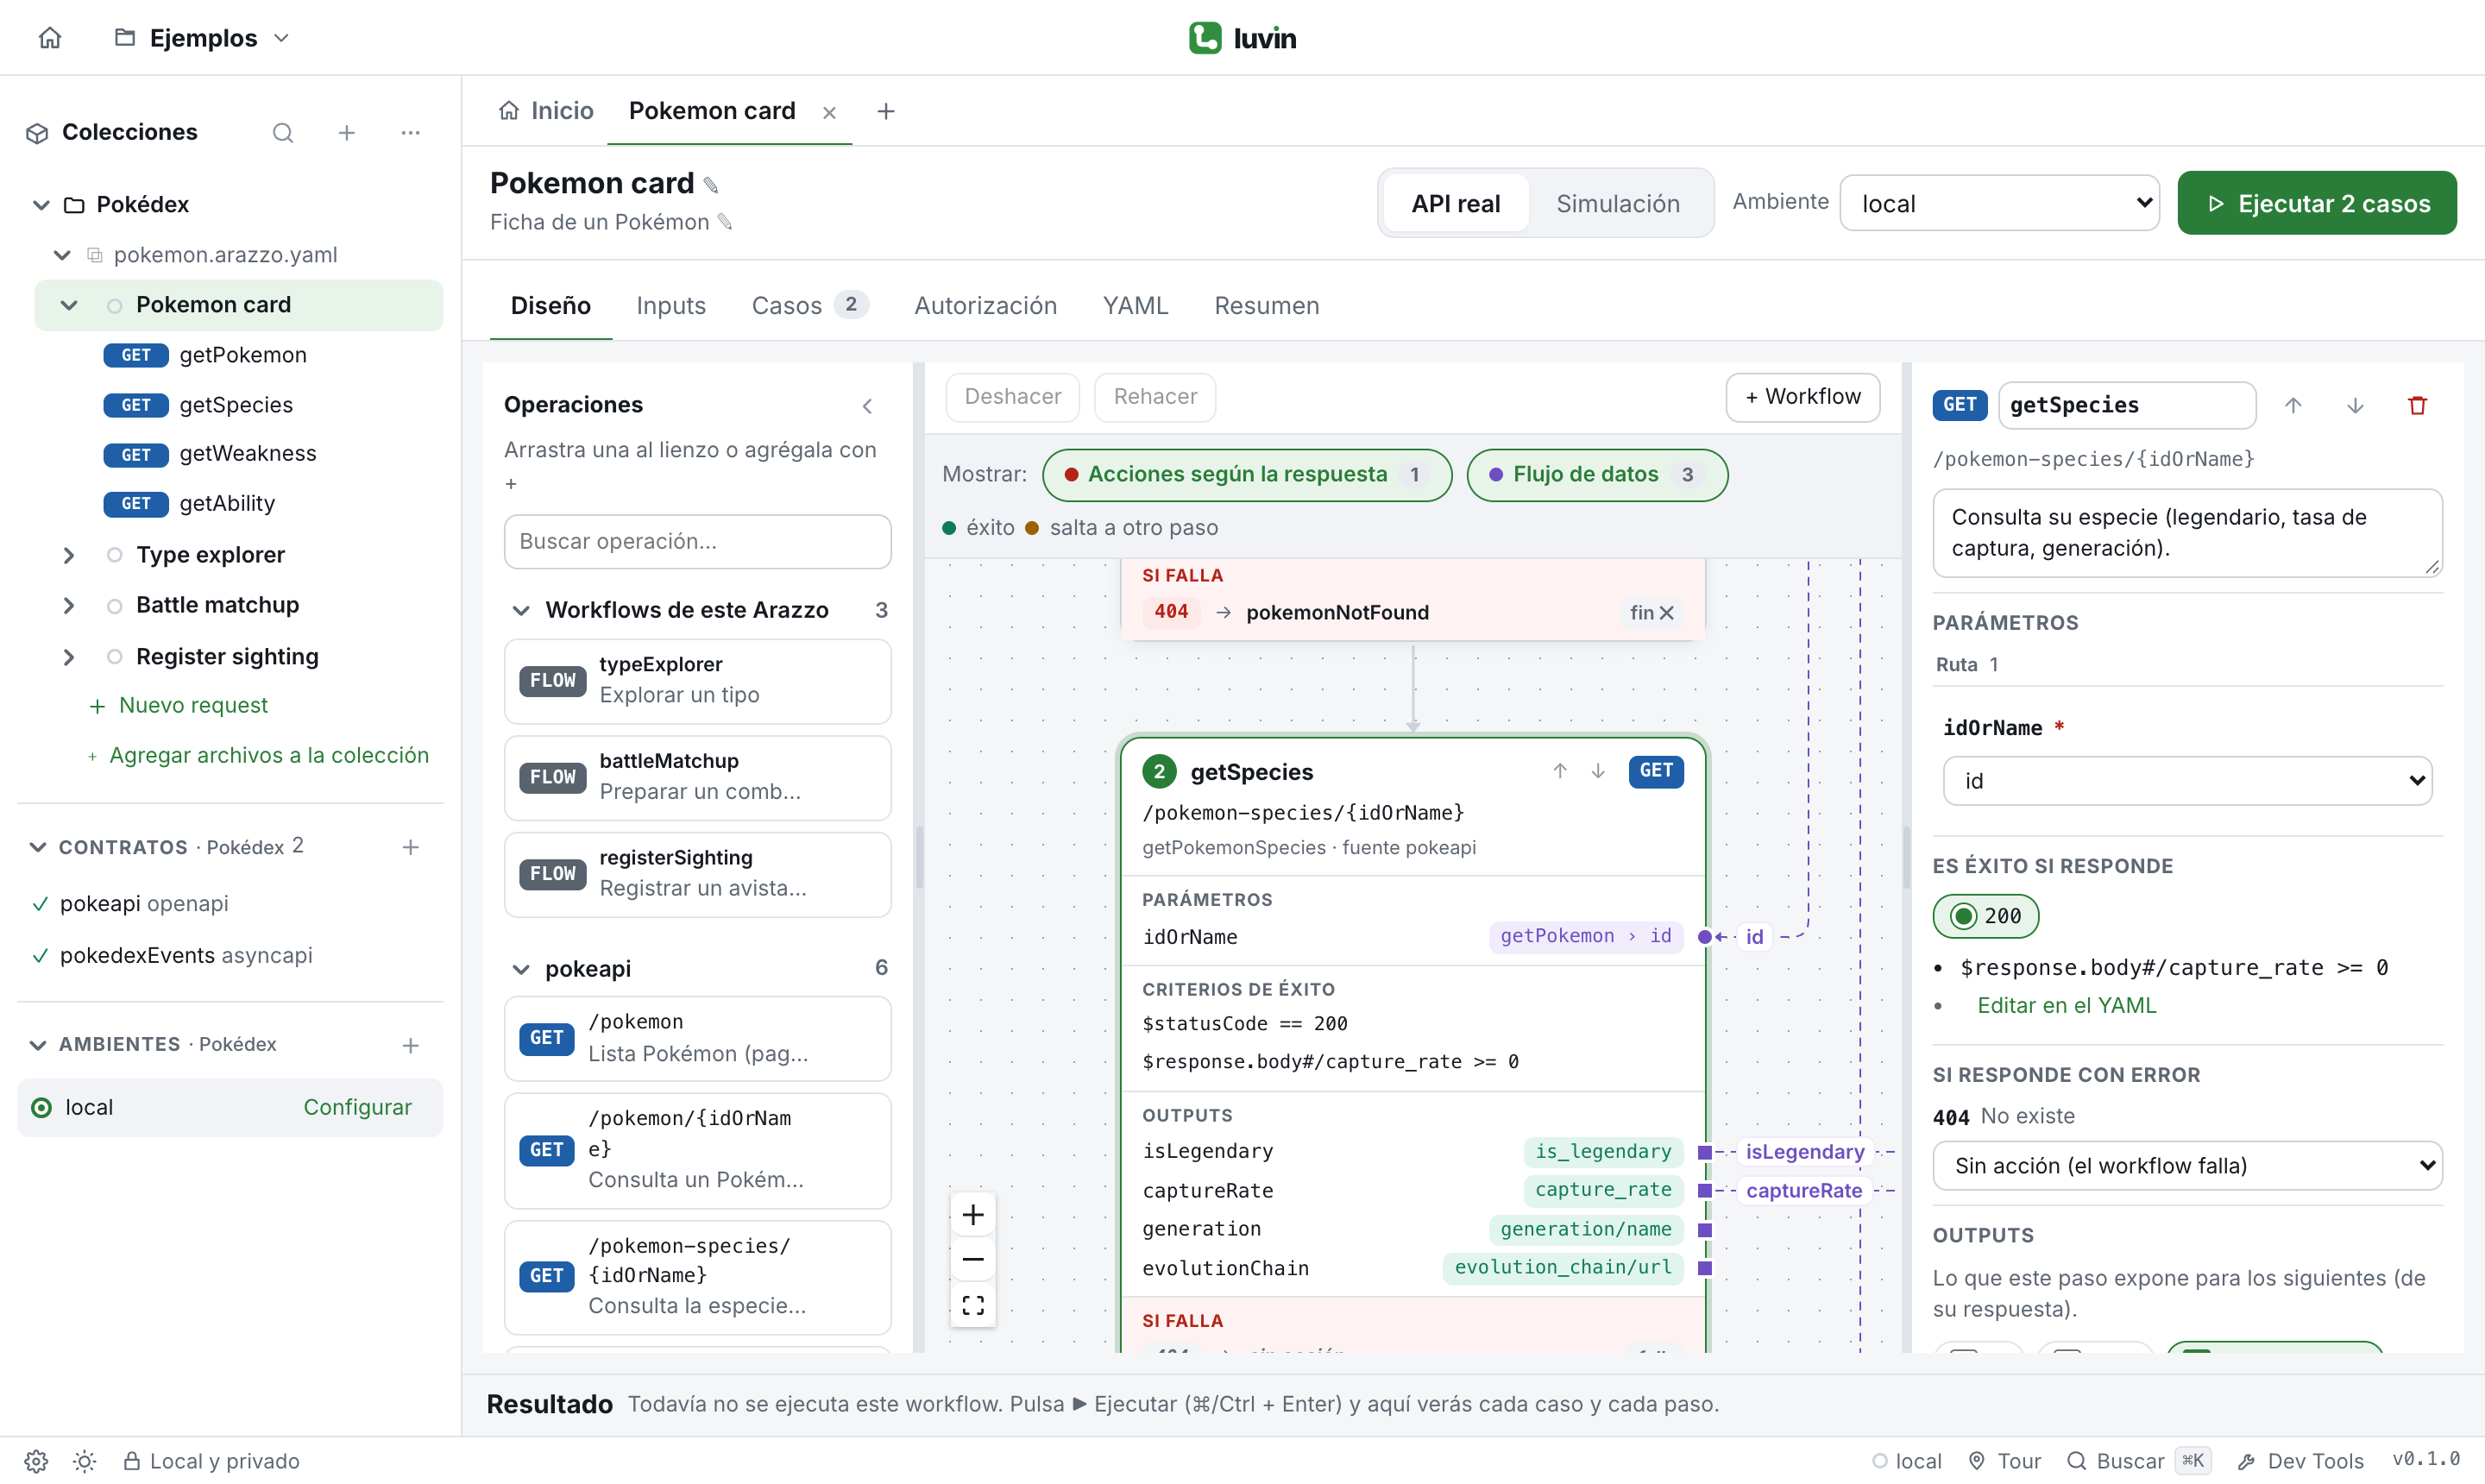 Ejemplos
luvin
Colecciones
Pokédex
pokemon.arazzo.yaml
Pokemon card
GET getPokemon
GET getSpecies
GET getWeakness
GET getAbility
Type explorer
Battle matchup
Register sighting
+ Nuevo request
+ Agregar archivos a la colección
CONTRATOS · Pokédex 2
pokeapi openapi
pokedexEvents asyncapi
AMBIENTES · Pokédex
local Configurar
Inicio Pokemon card
Pokemon card
Ficha de un Pokémon
API real Simulación Ambiente local Ejecutar 2 casos
Diseño Inputs Casos 2 Autorización YAML Resumen
Operaciones
Arrastra una al lienzo o agrégala con
+
Buscar operación...
Workflows de este Arazzo 3
FLOW typeExplorer
Explorar un tipo
FLOW battleMatchup
Preparar un comb...
FLOW registerSighting
Registrar un avista...
pokeapi 6
GET /pokemon
Lista Pokémon (pag...
GET /pokemon/{idOrNam
e}
Consulta un Pokém...
GET /pokemon-species/
{idOrName}
Consulta la especie...
Deshacer Rehacer + Workflow
Mostrar: Acciones según la respuesta 1 Flujo de datos 3
éxito salta a otro paso
SI FALLA
404 → pokemonNotFound fin
2 getSpecies GET
/pokemon-species/{idOrName}
getPokemonSpecies · fuente pokeapi
PARÁMETROS
idOrName getPokemon › id id
CRITERIOS DE ÉXITO
$statusCode == 200
$response.body#/capture_rate >= 0
OUTPUTS
isLegendary is_legendary isLegendary
captureRate capture_rate captureRate
generation generation/name
evolutionChain evolution_chain/url
SI FALLA
GET getSpecies
/pokemon-species/{idOrName}
Consulta su especie (legendario, tasa de
captura, generación).
PARÁMETROS
Ruta 1
idOrName *
id
ES ÉXITO SI RESPONDE
200
• $response.body#/capture_rate >= 0
• Editar en el YAML
SI RESPONDE CON ERROR
404 No existe
Sin acción (el workflow falla)
OUTPUTS
Lo que este paso expone para los siguientes (de
su respuesta).
Resultado Todavía no se ejecuta este workflow. Pulsa ▶ Ejecutar (⌘/Ctrl + Enter) y aquí verás cada caso y cada paso.
Local y privado
local Tour Buscar ⌘K Dev Tools v0.1.0